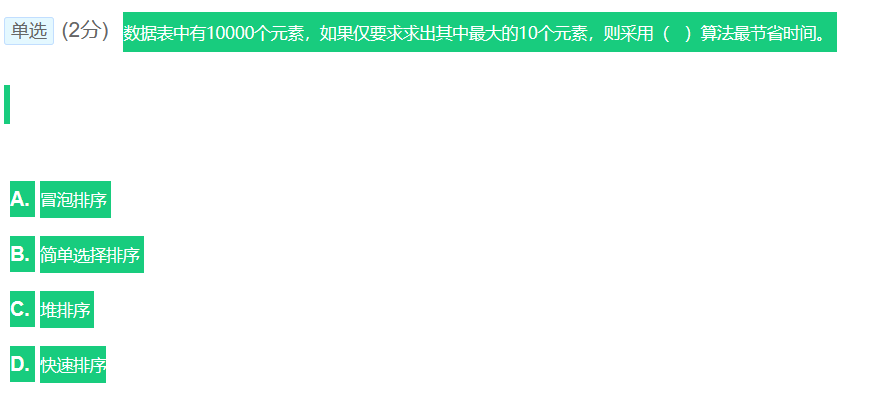 单选 (2分) 数据表中有10000个元素，如果仅要求求出其中最大的10个元素，则采用（ ）算法最节省时间。
A. 冒泡排序
B. 简单选择排序
C. 堆排序
D. 快速排序